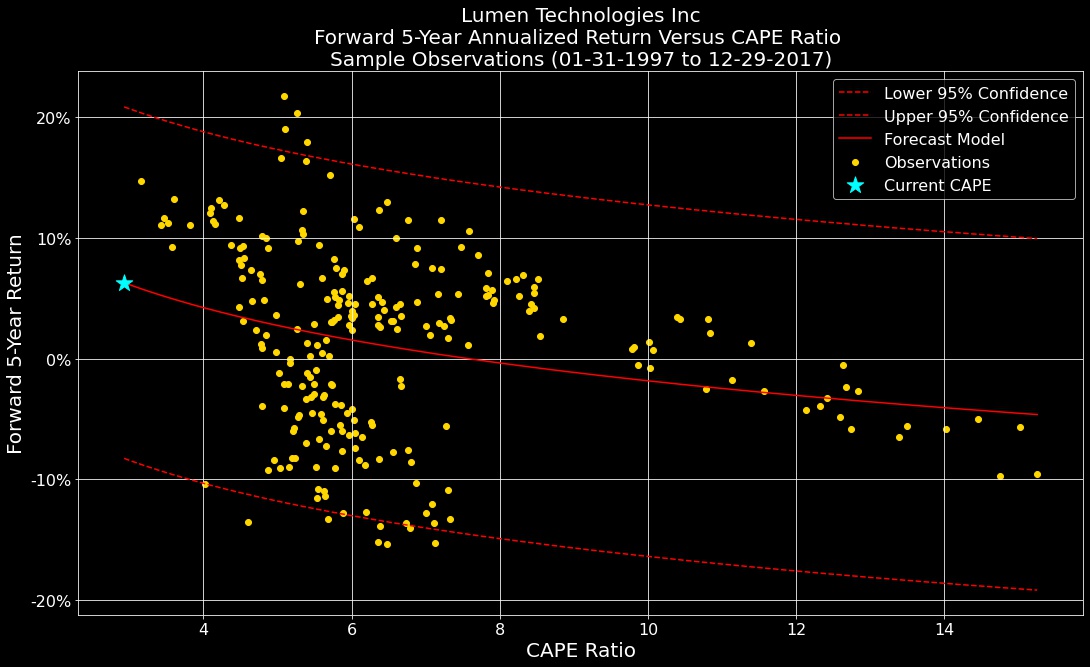 Lumen Technologies Inc
Forward 5-Year Annualized Return Versus CAPE Ratio
Sample Observations (01-31-1997 to 12-29-2017)
Lower 95% Confidence
Upper 95% Confidence
Forecast Model
Observations
Current CAPE
Forward 5-Year Return
20%
10%
0%
-10%
-20%
4 6 8 10 12 14
CAPE Ratio